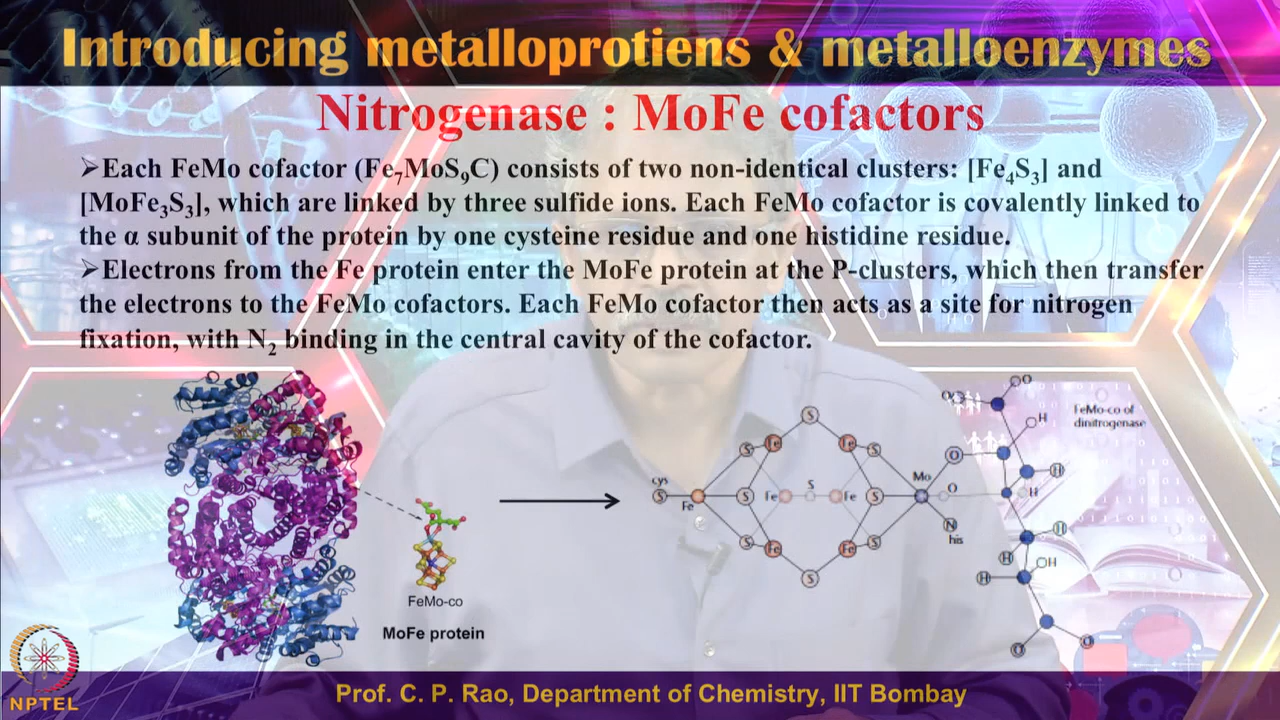 Introducing metalloprotiens & metalloenzymes
Nitrogenase : MoFe cofactors
➢Each FeMo cofactor (Fe₇MoS₉C) consists of two non-identical clusters: [Fe₄S₃] and
[MoFe₃S₃], which are linked by three sulfide ions. Each FeMo cofactor is covalently linked to
the α subunit of the protein by one cysteine residue and one histidine residue.
➢Electrons from the Fe protein enter the MoFe protein at the P-clusters, which then transfer
the electrons to the FeMo cofactors. Each FeMo cofactor then acts as a site for nitrogen
fixation, with N₂ binding in the central cavity of the cofactor.
FeMo-co
MoFe protein
cys
S
Fe
S
Fe
S
S
Fe
S
Fe
S
Fe
S
S
Fe
S
Fe
S
S
Mo
O
O
N
his
H
H
H
H
H
OH
H
O
O
FeMo-co of
dinitrogenase
NPTEL
Prof. C. P. Rao, Department of Chemistry, IIT Bombay